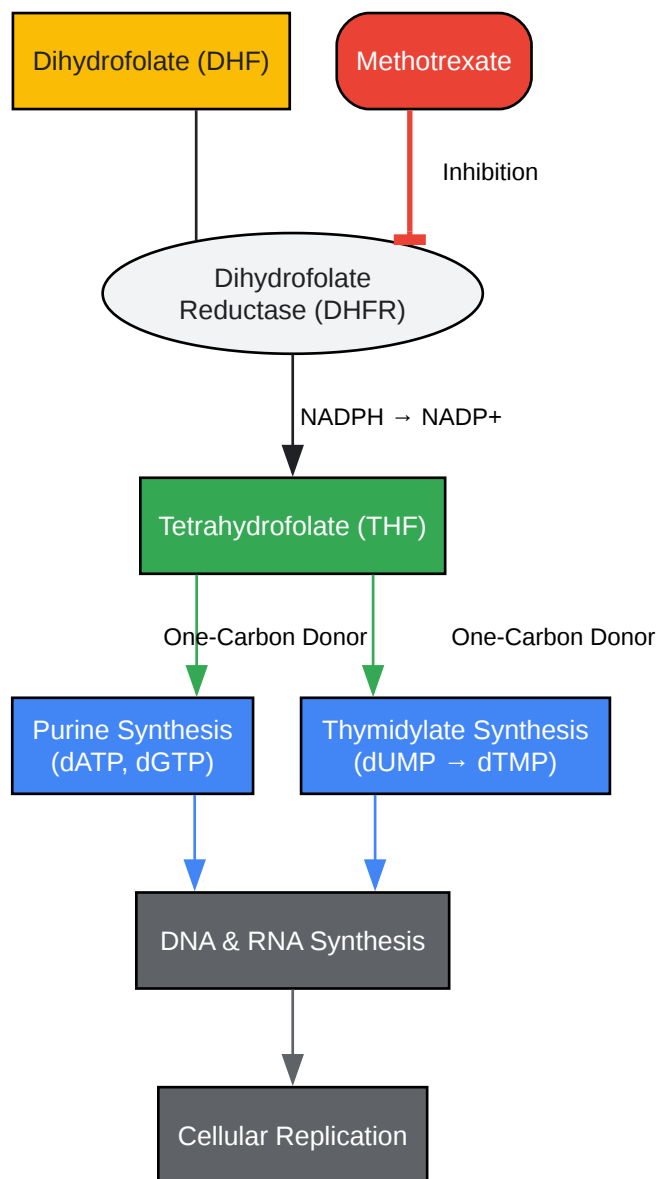 Dihydrofolate (DHF)
Methotrexate
Inhibition
Dihydrofolate
Reductase (DHFR)
NADPH → NADP+
Tetrahydrofolate (THF)
One-Carbon Donor
One-Carbon Donor
Purine Synthesis
(dATP, dGTP)
Thymidylate Synthesis
(dUMP → dTMP)
DNA & RNA Synthesis
Cellular Replication